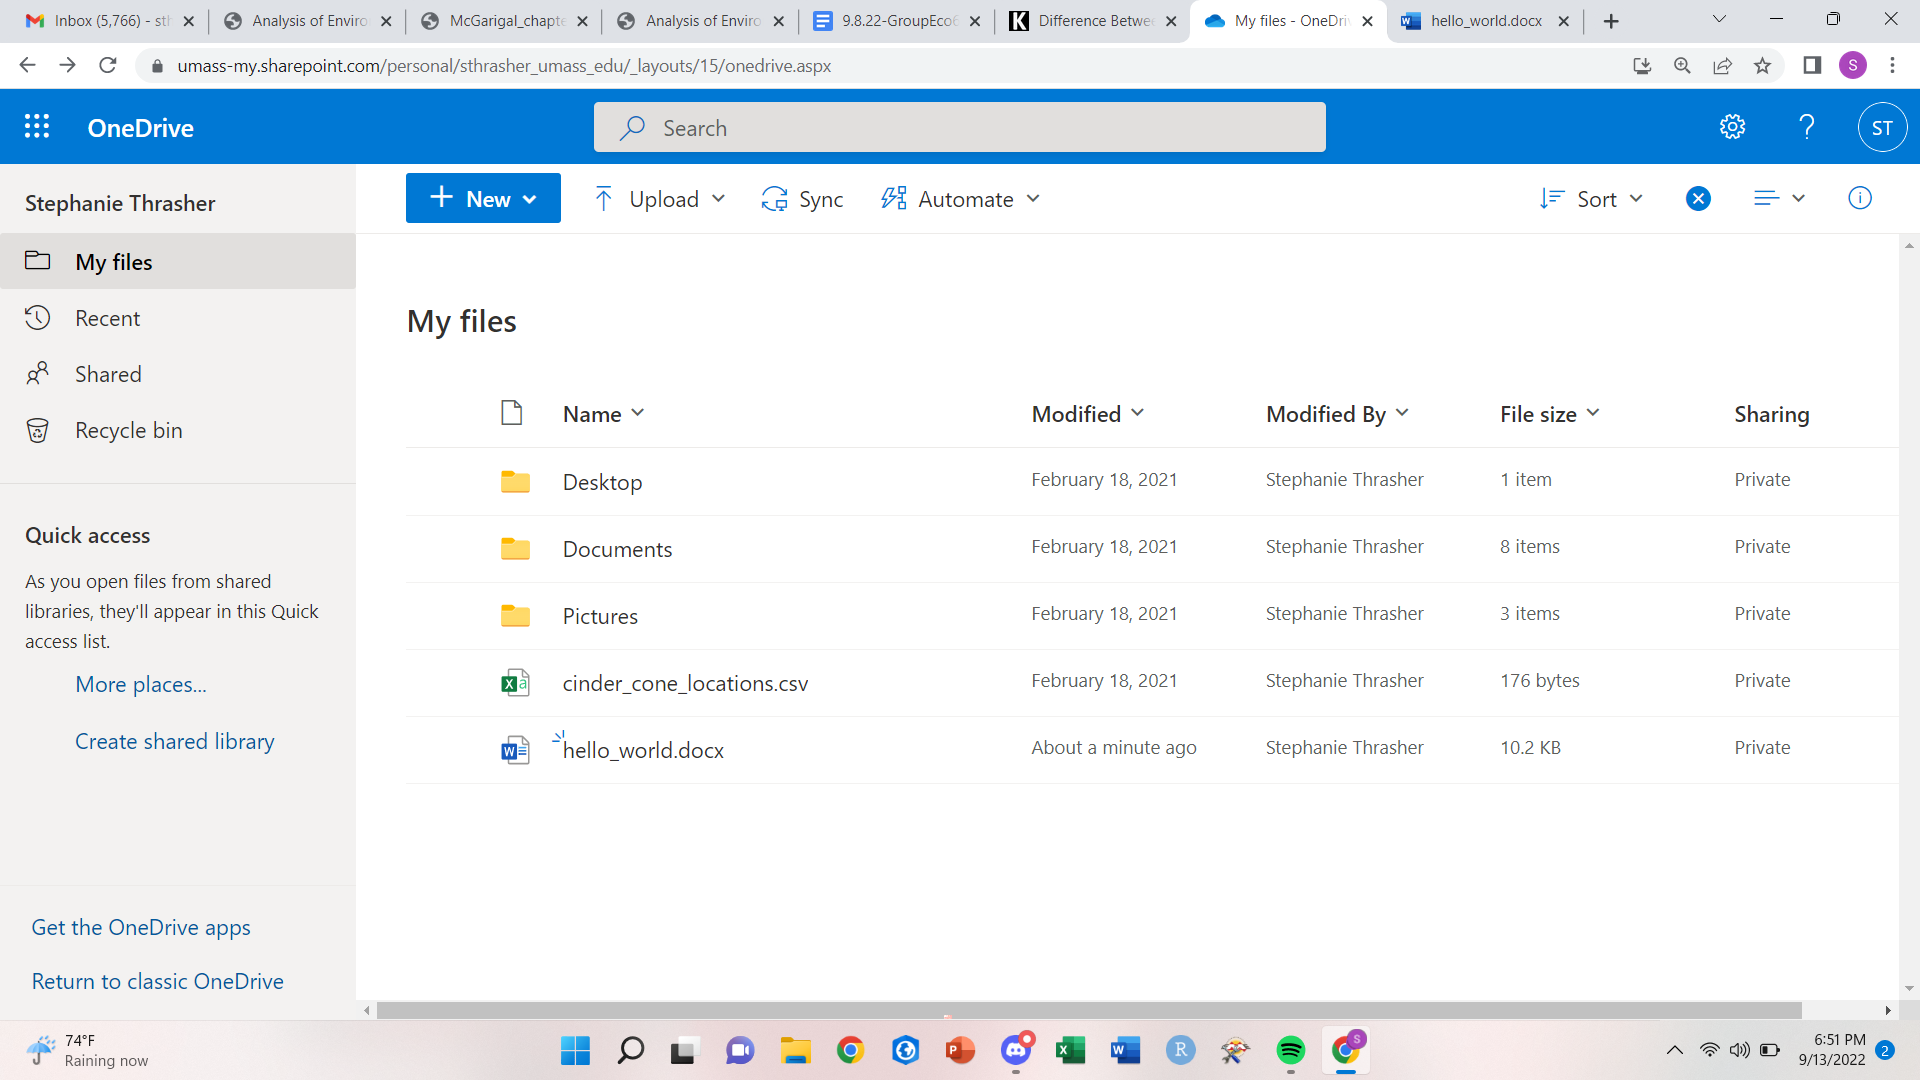 Inbox (5,766) - sth
Analysis of Enviro
McGarigal_chapte
Analysis of Enviro
9.8.22-GroupEco6
Difference Betwee
My files - OneDri
hello_world.docx
umass-my.sharepoint.com/personal/sthrasher_umass_edu/_layouts/15/onedrive.aspx
S
OneDrive
Search
ST
Stephanie Thrasher
My files
Recent
Shared
Recycle bin
Quick access
As you open files from shared
libraries, they'll appear in this Quick
access list.
More places...
Create shared library
Get the OneDrive apps
Return to classic OneDrive
New Upload Sync Automate Sort
My files
Name Modified Modified By File size Sharing
Desktop February 18, 2021 Stephanie Thrasher 1 item Private
Documents February 18, 2021 Stephanie Thrasher 8 items Private
Pictures February 18, 2021 Stephanie Thrasher 3 items Private
cinder_cone_locations.csv February 18, 2021 Stephanie Thrasher 176 bytes Private
hello_world.docx About a minute ago Stephanie Thrasher 10.2 KB Private
74°F
Raining now
6:51 PM
9/13/2022
2